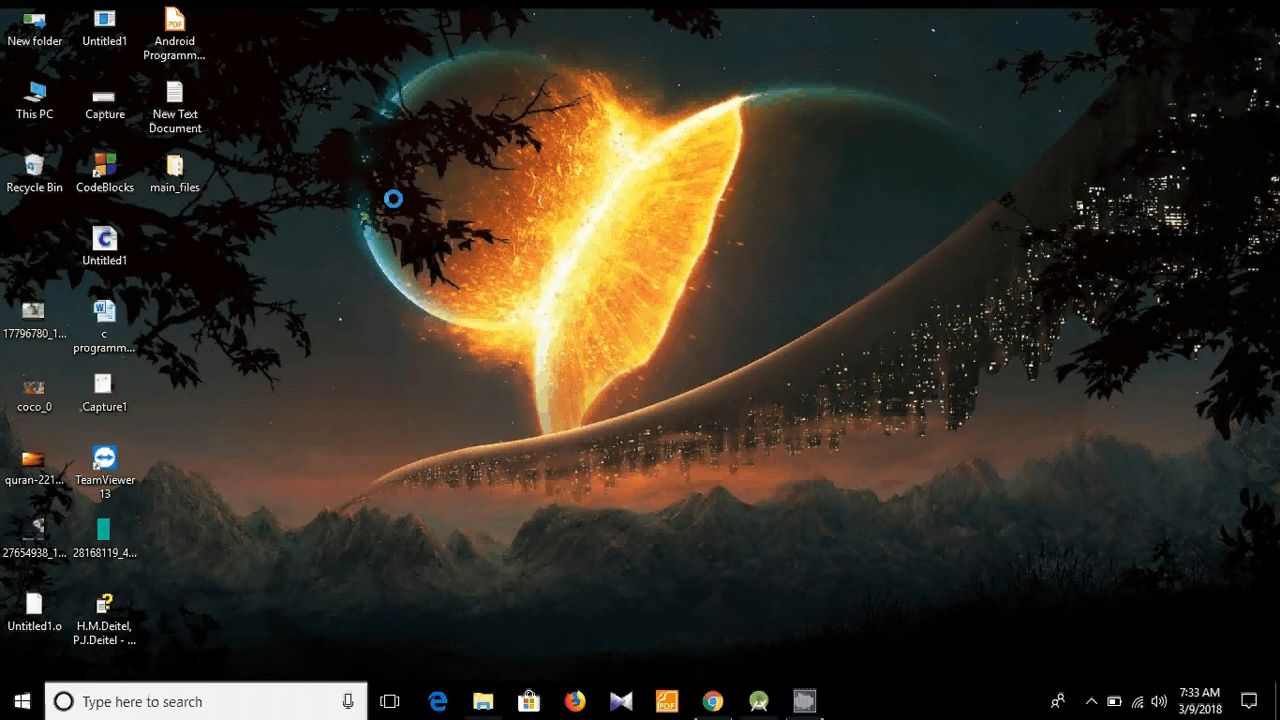 New folder
Untitled1
Android
Programm...
This PC
Capture
New Text
Document
Recycle Bin
CodeBlocks
main_files
Untitled1
17796780_1...
c
programm...
coco_0
Capture1
quran-221...
TeamViewer
13
27654938_1...
28168119_4...
Untitled1.o
H.M.Deitel,
P.J.Deitel - ...
Type here to search
PDF
PDF
7:33 AM
3/9/2018